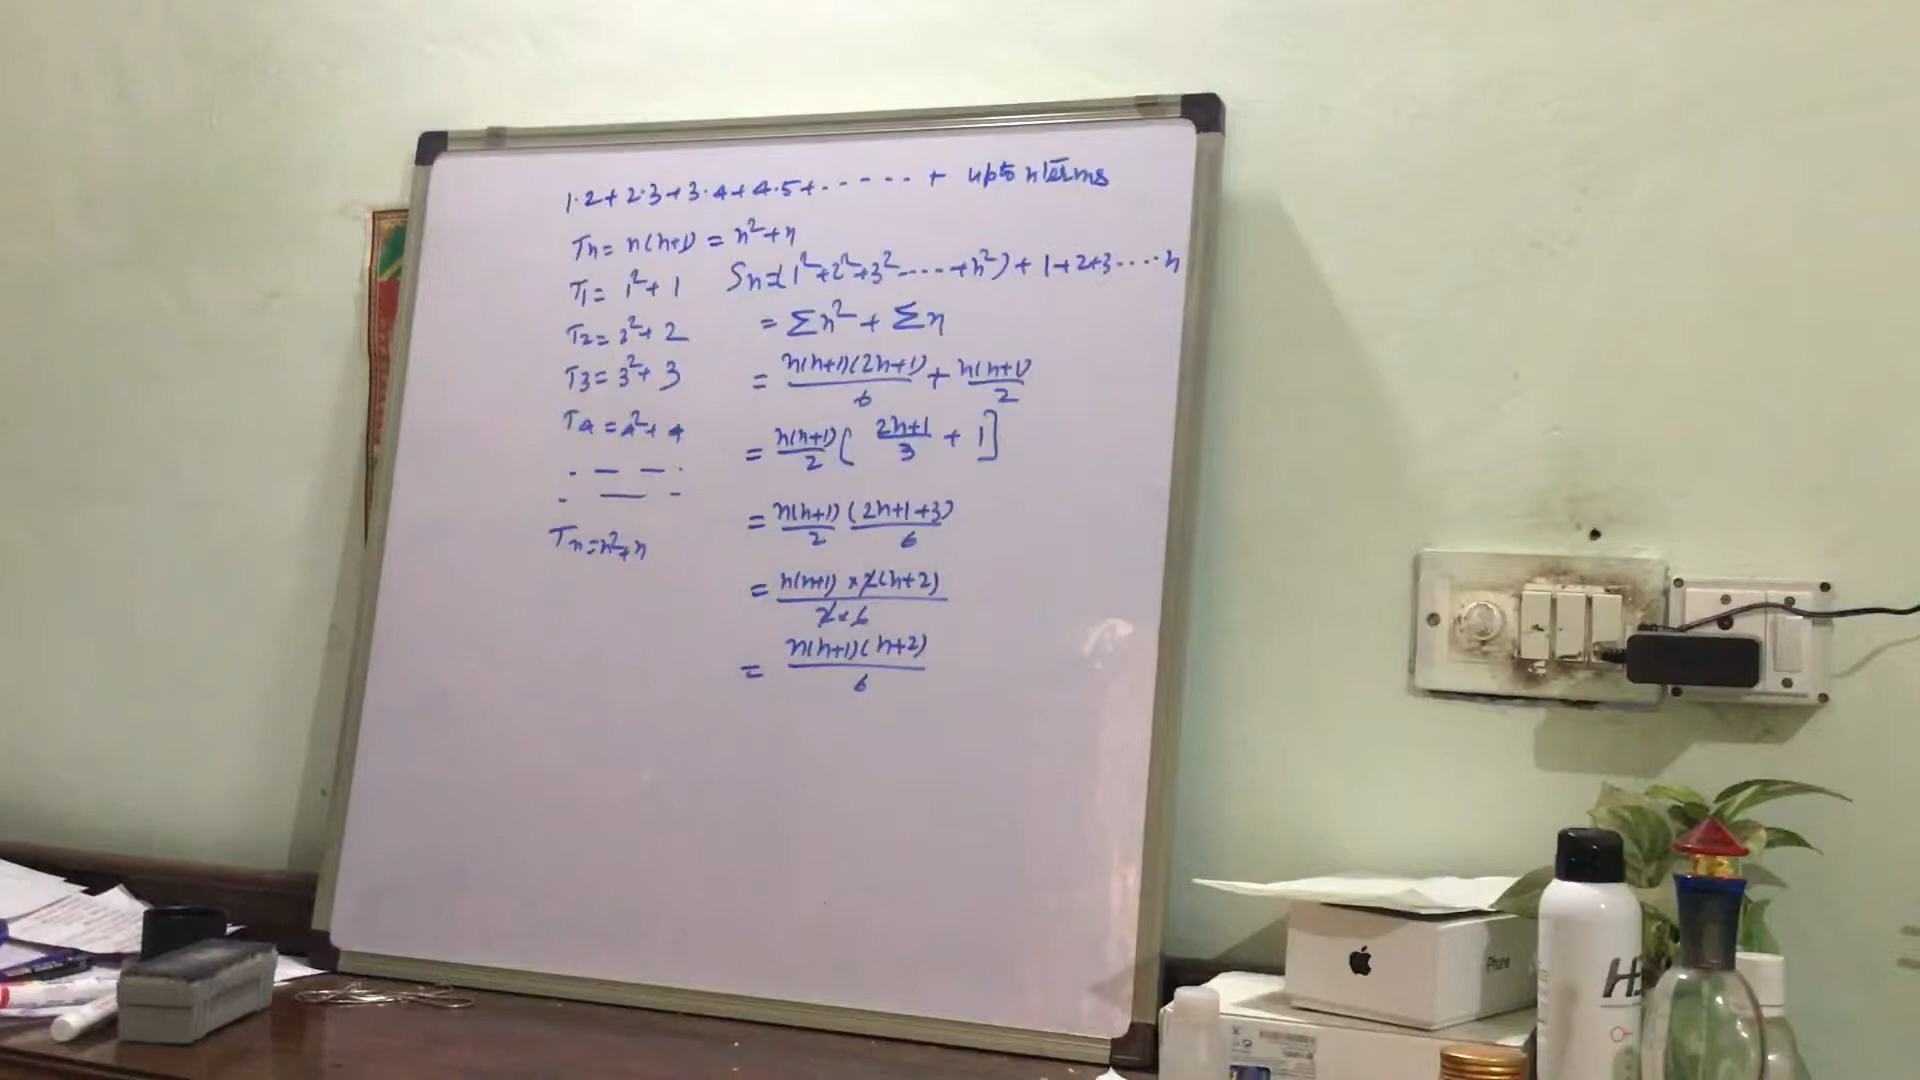 1·2+2·3+3·4+4·5+------+ upto nterms
Tn= n(n+1) = n²+n
T1= 1²+1
T2=3²+2
T3=3²+3
T4=4²+4
.— —.
. — -
Tn=n²+n
Sn=(1²+2²+3²----+n²)+1+2+3....n
= Σn²+Σn
= n(n+1)(2n+1)/6 + n(n+1)/2
= n(n+1)/2 [2n+1/3 + 1]
= n(n+1)/2 (2n+1+3)/6
= n(n+1)×2(n+2)/2×6
= n(n+1)(n+2)/6
iPhone